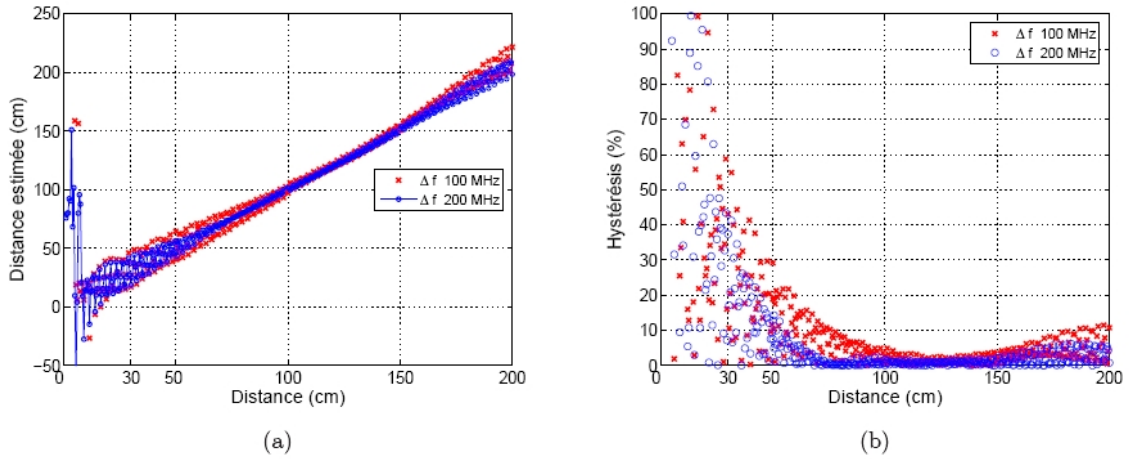 250
200
150
100
50
0
−50
Distance estimée (cm)
0 30 50 100 150 200
Distance (cm)
Δ f 100 MHz
Δ f 200 MHz
(a)
100
90
80
70
60
50
40
30
20
10
0
Hystérésis (%)
0 30 50 100 150 200
Distance (cm)
Δ f 100 MHz
Δ f 200 MHz
(b)